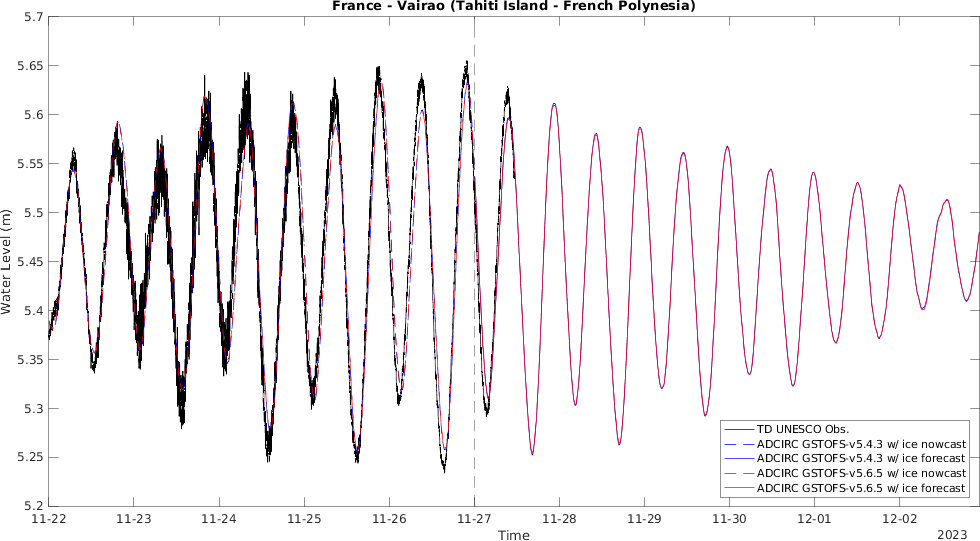 France - Vairao (Tahiti Island - French Polynesia)
5.7
5.65
5.6
5.55
5.5
5.45
5.4
5.35
5.3
5.25
5.2
Water Level (m)
TD UNESCO Obs.
ADCIRC GSTOFS-v5.4.3 w/ ice nowcast
ADCIRC GSTOFS-v5.4.3 w/ ice forecast
ADCIRC GSTOFS-v5.6.5 w/ ice nowcast
ADCIRC GSTOFS-v5.6.5 w/ ice forecast
11-22 11-23 11-24 11-25 11-26 11-27 11-28 11-29 11-30 12-01 12-02
Time
2023